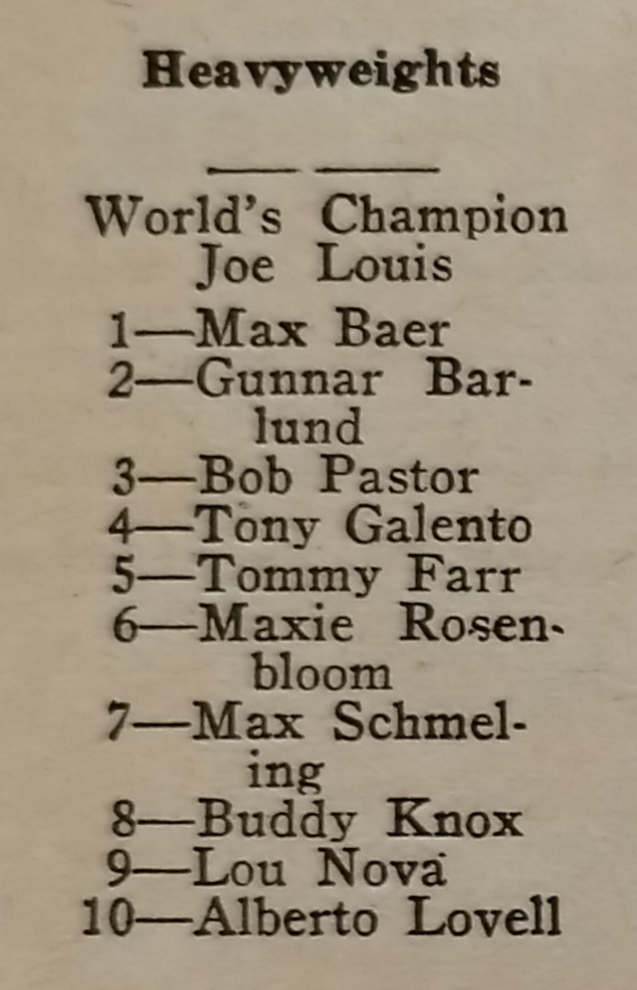 Heavyweights
World's Champion
Joe Louis
1—Max Baer
2—Gunnar Bar-
lund
3—Bob Pastor
4—Tony Galento
5—Tommy Farr
6—Maxie Rosen-
bloom
7—Max Schmel-
ing
8—Buddy Knox
9—Lou Nova
10—Alberto Lovell